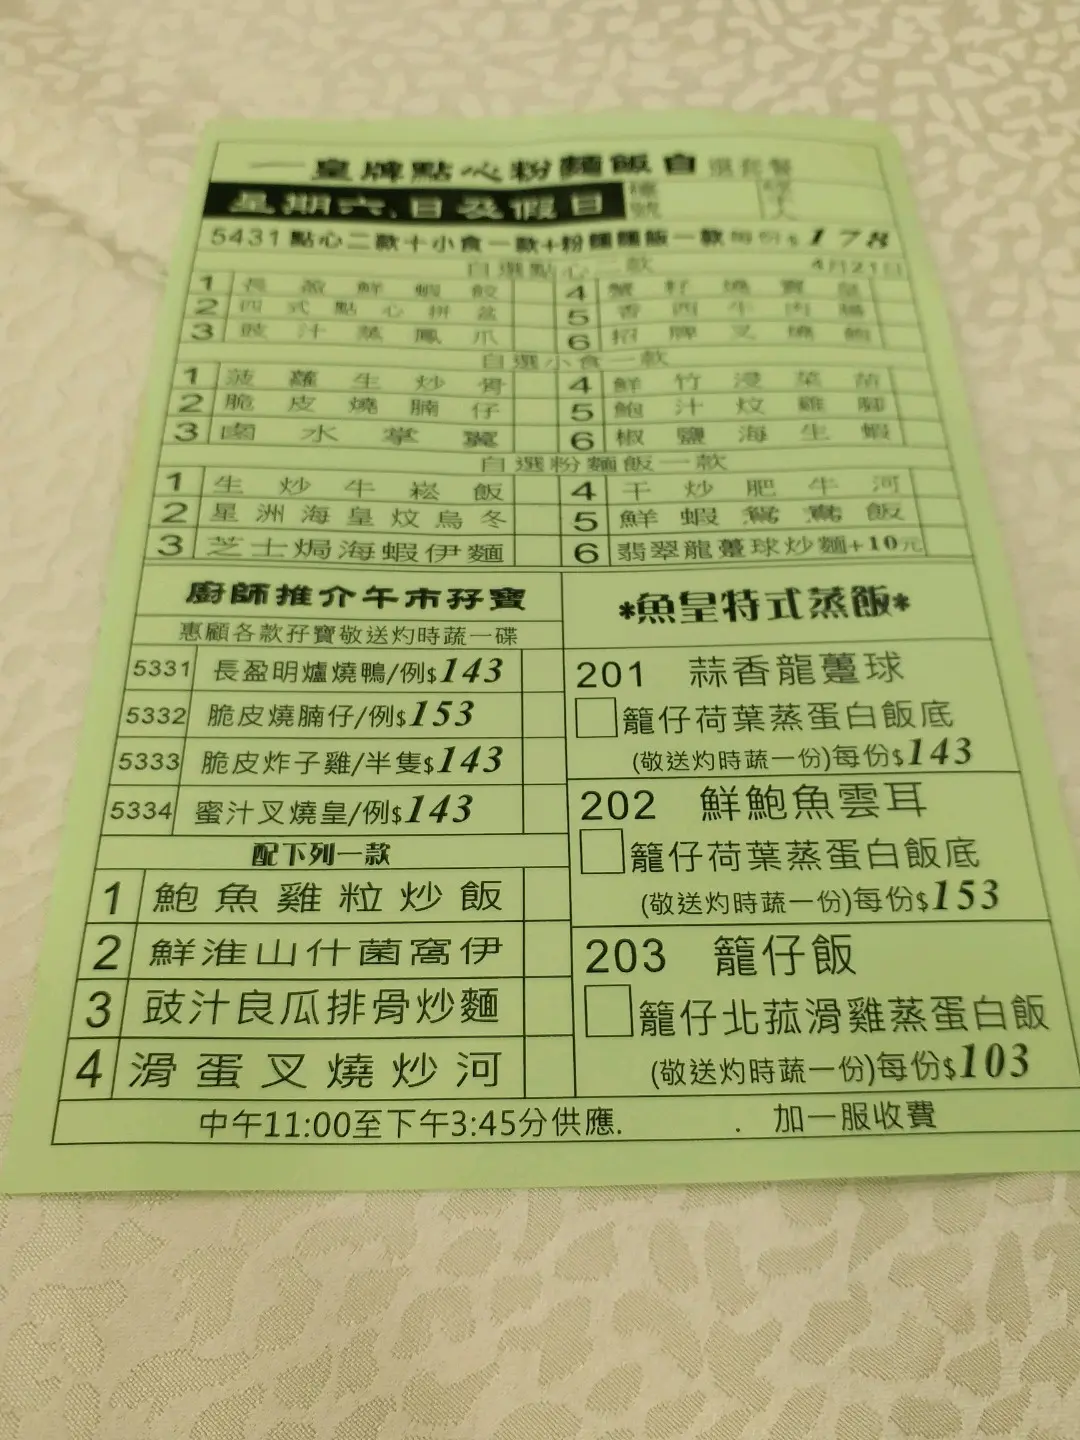 一皇牌點心粉麵飯自選套餐
星期六.日及假日 檯號 經手人
5431點心二款十小食一款+粉麵麵飯一款每份$178
自選點心二款 4月21日
1 長盈鮮蝦餃 4 蟹籽燒賣皇
2 四式點心拼盆 5 香西牛肉腸
3 豉汁蒸鳳爪 6 招牌叉燒飽
自選小食一款
1 菠蘿生炒骨 4 鮮竹浸菜苗
2 脆皮燒腩仔 5 鮑汁炆雞腳
3 鹵水掌翼 6 椒鹽海生蝦
自選粉麵飯一款
1 生炒牛崧飯 4 干炒肥牛河
2 星洲海皇炆烏冬 5 鮮蝦鴛鴦飯
3 芝士焗海蝦伊麵 6 翡翠龍躉球炒麵+10元
廚師推介午市孖寶
惠顧各款孖寶敬送灼時蔬一碟
5331 長盈明爐燒鴨/例$143
5332 脆皮燒腩仔/例$153
5333 脆皮炸子雞/半隻$143
5334 蜜汁叉燒皇/例$143
配下列一款
1 鮑魚雞粒炒飯
2 鮮淮山什菌窩伊
3 豉汁良瓜排骨炒麵
4 滑蛋叉燒炒河
*魚皇特式蒸飯*
201 蒜香龍躉球
籠仔荷葉蒸蛋白飯底
(敬送灼時蔬一份)每份$143
202 鮮鮑魚雲耳
籠仔荷葉蒸蛋白飯底
(敬送灼時蔬一份)每份$153
203 籠仔飯
籠仔北菰滑雞蒸蛋白飯
(敬送灼時蔬一份)每份$103
中午11:00至下午3:45分供應. . 加一服收費